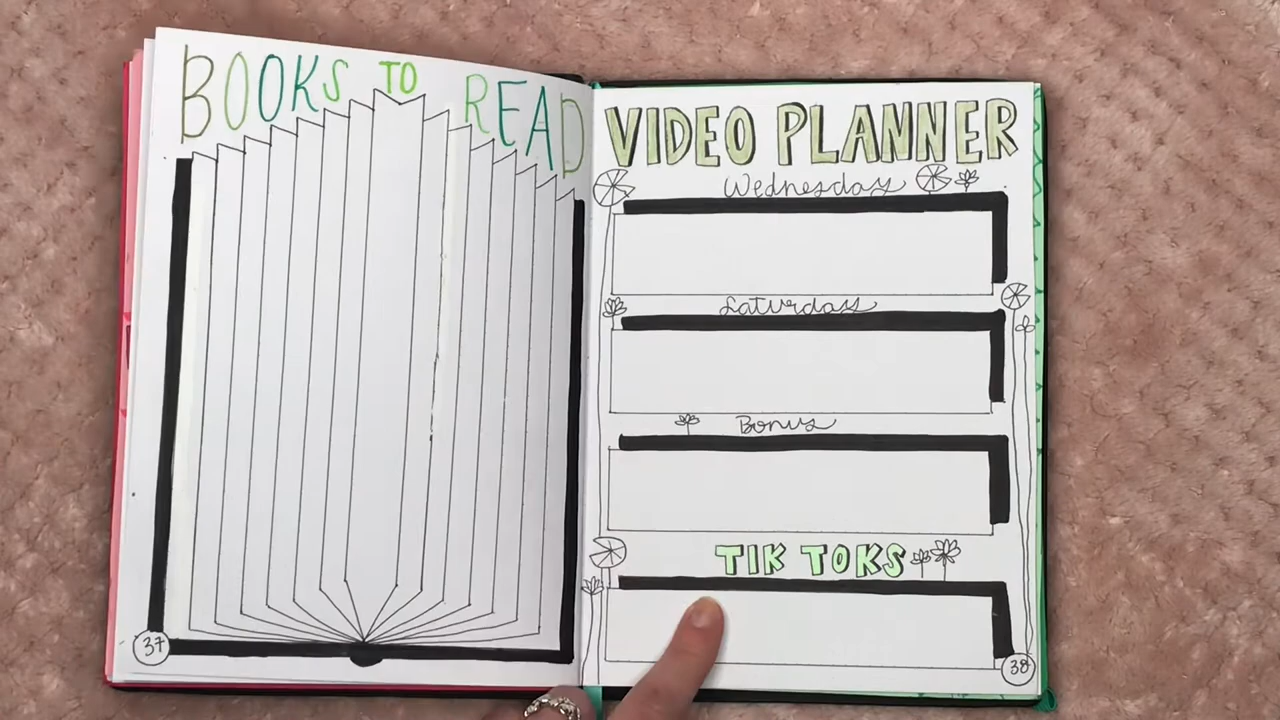 BOOKS TO READ
37
VIDEO PLANNER
Wednesday
Saturday
Bonus
TIK TOKS
38